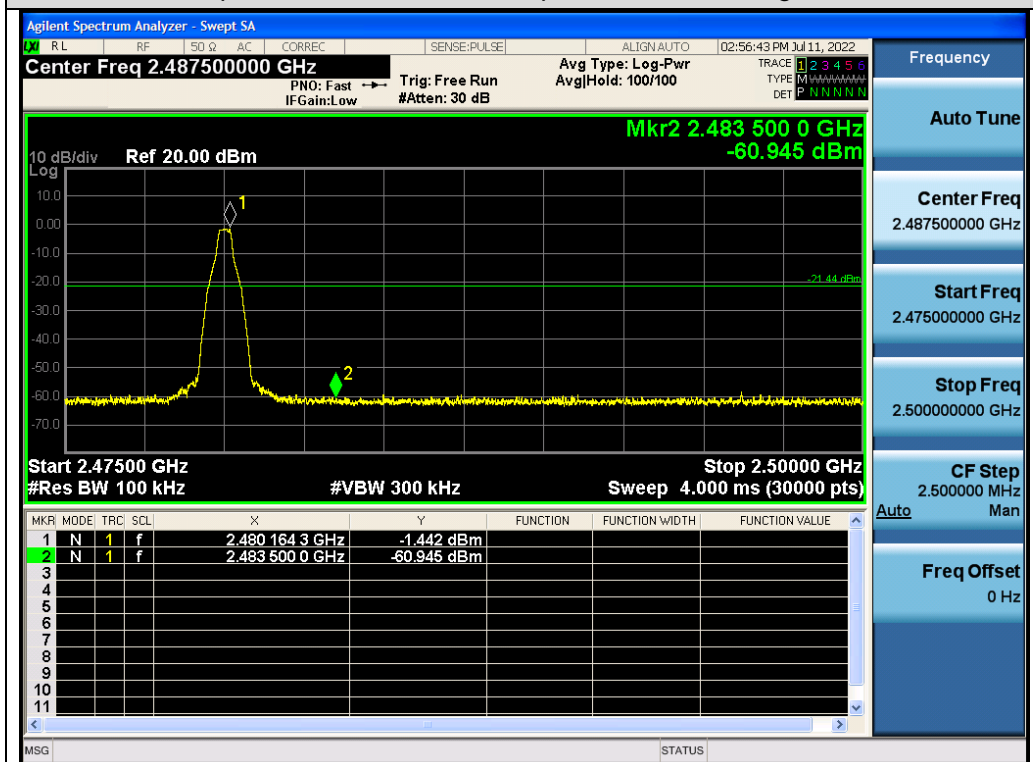 Agilent Spectrum Analyzer - Swept SA
LXI RL RF 50 Ω AC CORREC SENSE:PULSE ALIGN AUTO 02:56:43 PM Jul 11, 2022
Center Freq 2.487500000 GHz
PNO: Fast
IFGain:Low
Trig: Free Run
#Atten: 30 dB
Avg Type: Log-Pwr
Avg|Hold: 100/100
TRACE 1 2 3 4 5 6
TYPE M WWWWW
DET P N N N N N
Mkr2 2.483 500 0 GHz
-60.945 dBm
10 dB/div Ref 20.00 dBm
Log
10.0
0.00
-10.0
-20.0
-30.0
-40.0
-50.0
-60.0
-70.0
1
2
-21.44 dBm
Start 2.47500 GHz Stop 2.50000 GHz
#Res BW 100 kHz #VBW 300 kHz Sweep 4.000 ms (30000 pts)
MKR MODE TRC SCL X Y FUNCTION FUNCTION WIDTH FUNCTION VALUE
1 N 1 f 2.480 164 3 GHz -1.442 dBm
2 N 1 f 2.483 500 0 GHz -60.945 dBm
3
4
5
6
7
8
9
10
11
MSG STATUS
Frequency
Auto Tune
Center Freq
2.487500000 GHz
Start Freq
2.475000000 GHz
Stop Freq
2.500000000 GHz
CF Step
2.500000 MHz
Auto Man
Freq Offset
0 Hz